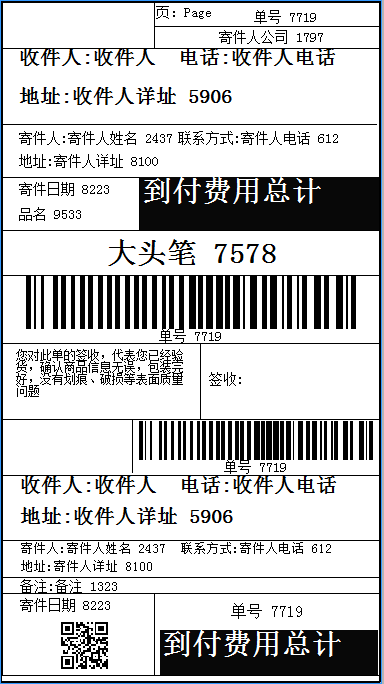 页: Page
单号 7719
寄件人公司 1797
收件人:收件人 电话:收件人电话
地址:收件人详址 5906
寄件人:寄件人姓名 2437 联系方式:寄件人电话 612
地址:寄件人详址 8100
寄件日期 8223
到付费用总计
品名 9533
大头笔 7578
单号 7719
您对此单的签收，代表您已经验
货，确认商品信息无误，包装完
好，没有划痕、破损等表面质量
问题
签收:
单号 7719
收件人:收件人 电话:收件人电话
地址:收件人详址 5906
寄件人:寄件人姓名 2437 联系方式:寄件人电话 612
地址:寄件人详址 8100
备注:备注 1323
寄件日期 8223
单号 7719
到付费用总计